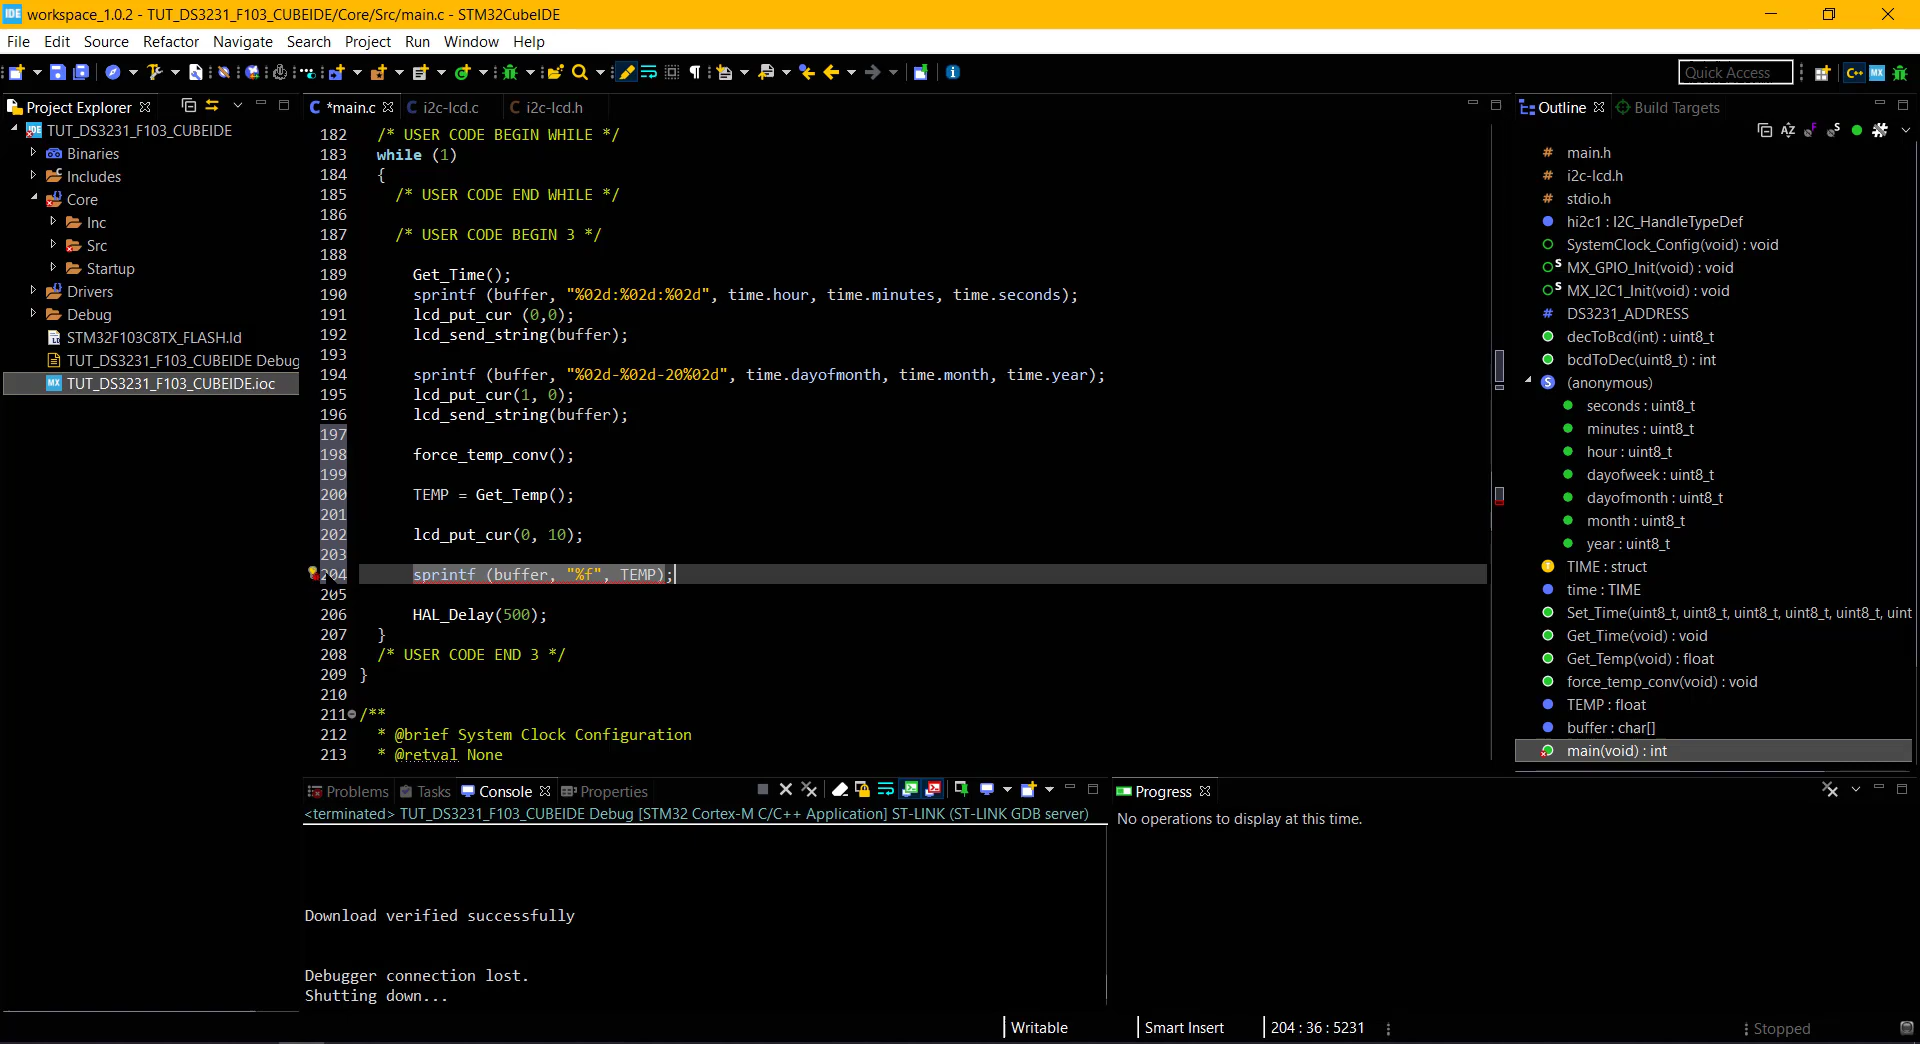 IDE workspace_1.0.2 - TUT_DS3231_F103_CUBEIDE/Core/Src/main.c - STM32CubeIDE
File Edit Source Refactor Navigate Search Project Run Window Help
Quick Access
Project Explorer
*main.c i2c-lcd.c i2c-lcd.h
Outline Build Targets
TUT_DS3231_F103_CUBEIDE
Binaries
Includes
Core
Inc
Src
Startup
Drivers
Debug
STM32F103C8TX_FLASH.ld
TUT_DS3231_F103_CUBEIDE Debug
MX TUT_DS3231_F103_CUBEIDE.ioc
182 /* USER CODE BEGIN WHILE */
183 while (1)
184 {
185 /* USER CODE END WHILE */
186
187 /* USER CODE BEGIN 3 */
188
189 Get_Time();
190 sprintf (buffer, "%02d:%02d:%02d", time.hour, time.minutes, time.seconds);
191 lcd_put_cur (0,0);
192 lcd_send_string(buffer);
193
194 sprintf (buffer, "%02d-%02d-20%02d", time.dayofmonth, time.month, time.year);
195 lcd_put_cur(1, 0);
196 lcd_send_string(buffer);
197
198 force_temp_conv();
199
200 TEMP = Get_Temp();
201
202 lcd_put_cur(0, 10);
203
204 sprintf (buffer, "%f", TEMP);
205
206 HAL_Delay(500);
207 }
208 /* USER CODE END 3 */
209 }
210
211 /**
212 * @brief System Clock Configuration
213 * @retval None
main.h
i2c-lcd.h
stdio.h
hi2c1 : I2C_HandleTypeDef
SystemClock_Config(void) : void
MX_GPIO_Init(void) : void
MX_I2C1_Init(void) : void
DS3231_ADDRESS
decToBcd(int) : uint8_t
bcdToDec(uint8_t) : int
(anonymous)
seconds : uint8_t
minutes : uint8_t
hour : uint8_t
dayofweek : uint8_t
dayofmonth : uint8_t
month : uint8_t
year : uint8_t
TIME : struct
time : TIME
Set_Time(uint8_t, uint8_t, uint8_t, uint8_t, uint8_t, uint
Get_Time(void) : void
Get_Temp(void) : float
force_temp_conv(void) : void
TEMP : float
buffer : char[]
main(void) : int
Problems Tasks Console Properties
<terminated> TUT_DS3231_F103_CUBEIDE Debug [STM32 Cortex-M C/C++ Application] ST-LINK (ST-LINK GDB server)
Download verified successfully
Debugger connection lost.
Shutting down...
Progress
No operations to display at this time.
Writable Smart Insert 204 : 36 : 5231 Stopped